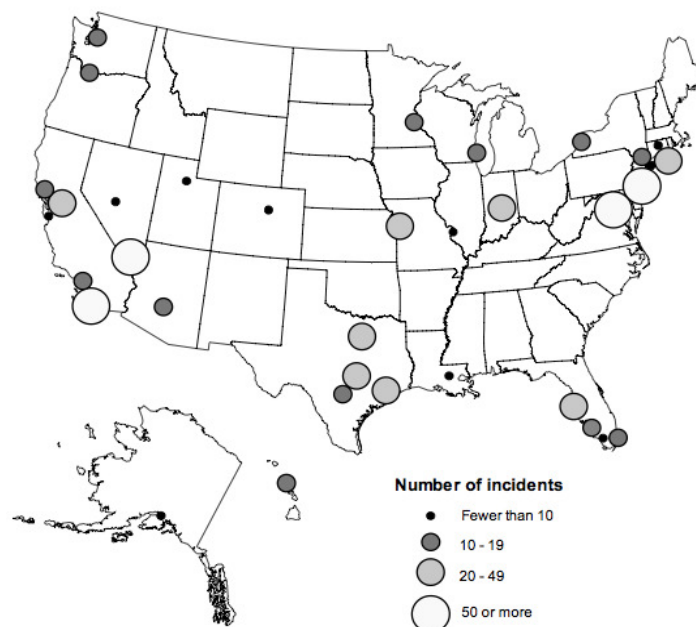 Number of incidents
Fewer than 10
10 - 19
20 - 49
50 or more